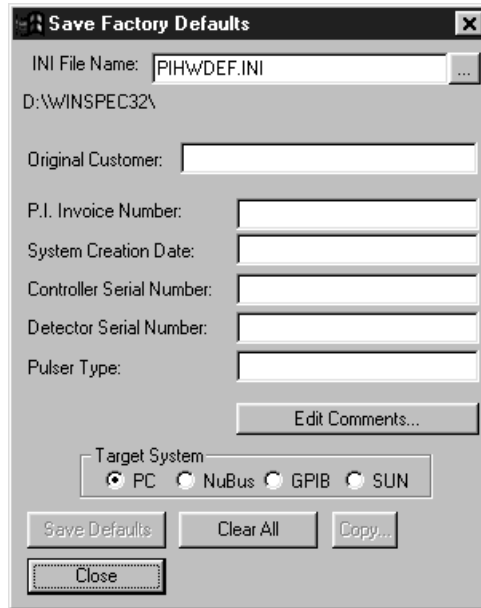 Save Factory Defaults
INI File Name: PIHWDEF.INI ...
D:\WINSPEC32\
Original Customer:
P.I. Invoice Number:
System Creation Date:
Controller Serial Number:
Detector Serial Number:
Pulser Type:
Edit Comments...
Target System
PC NuBus GPIB SUN
Save Defaults Clear All Copy...
Close